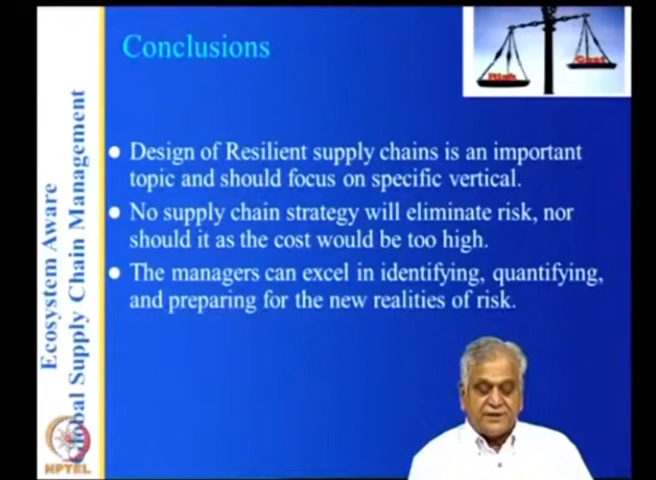 Conclusions
Risk
Cost
Design of Resilient supply chains is an important
topic and should focus on specific vertical.
No supply chain strategy will eliminate risk, nor
should it as the cost would be too high.
The managers can excel in identifying, quantifying,
and preparing for the new realities of risk.
Ecosystem Aware
Global Supply Chain Management
NPTEL